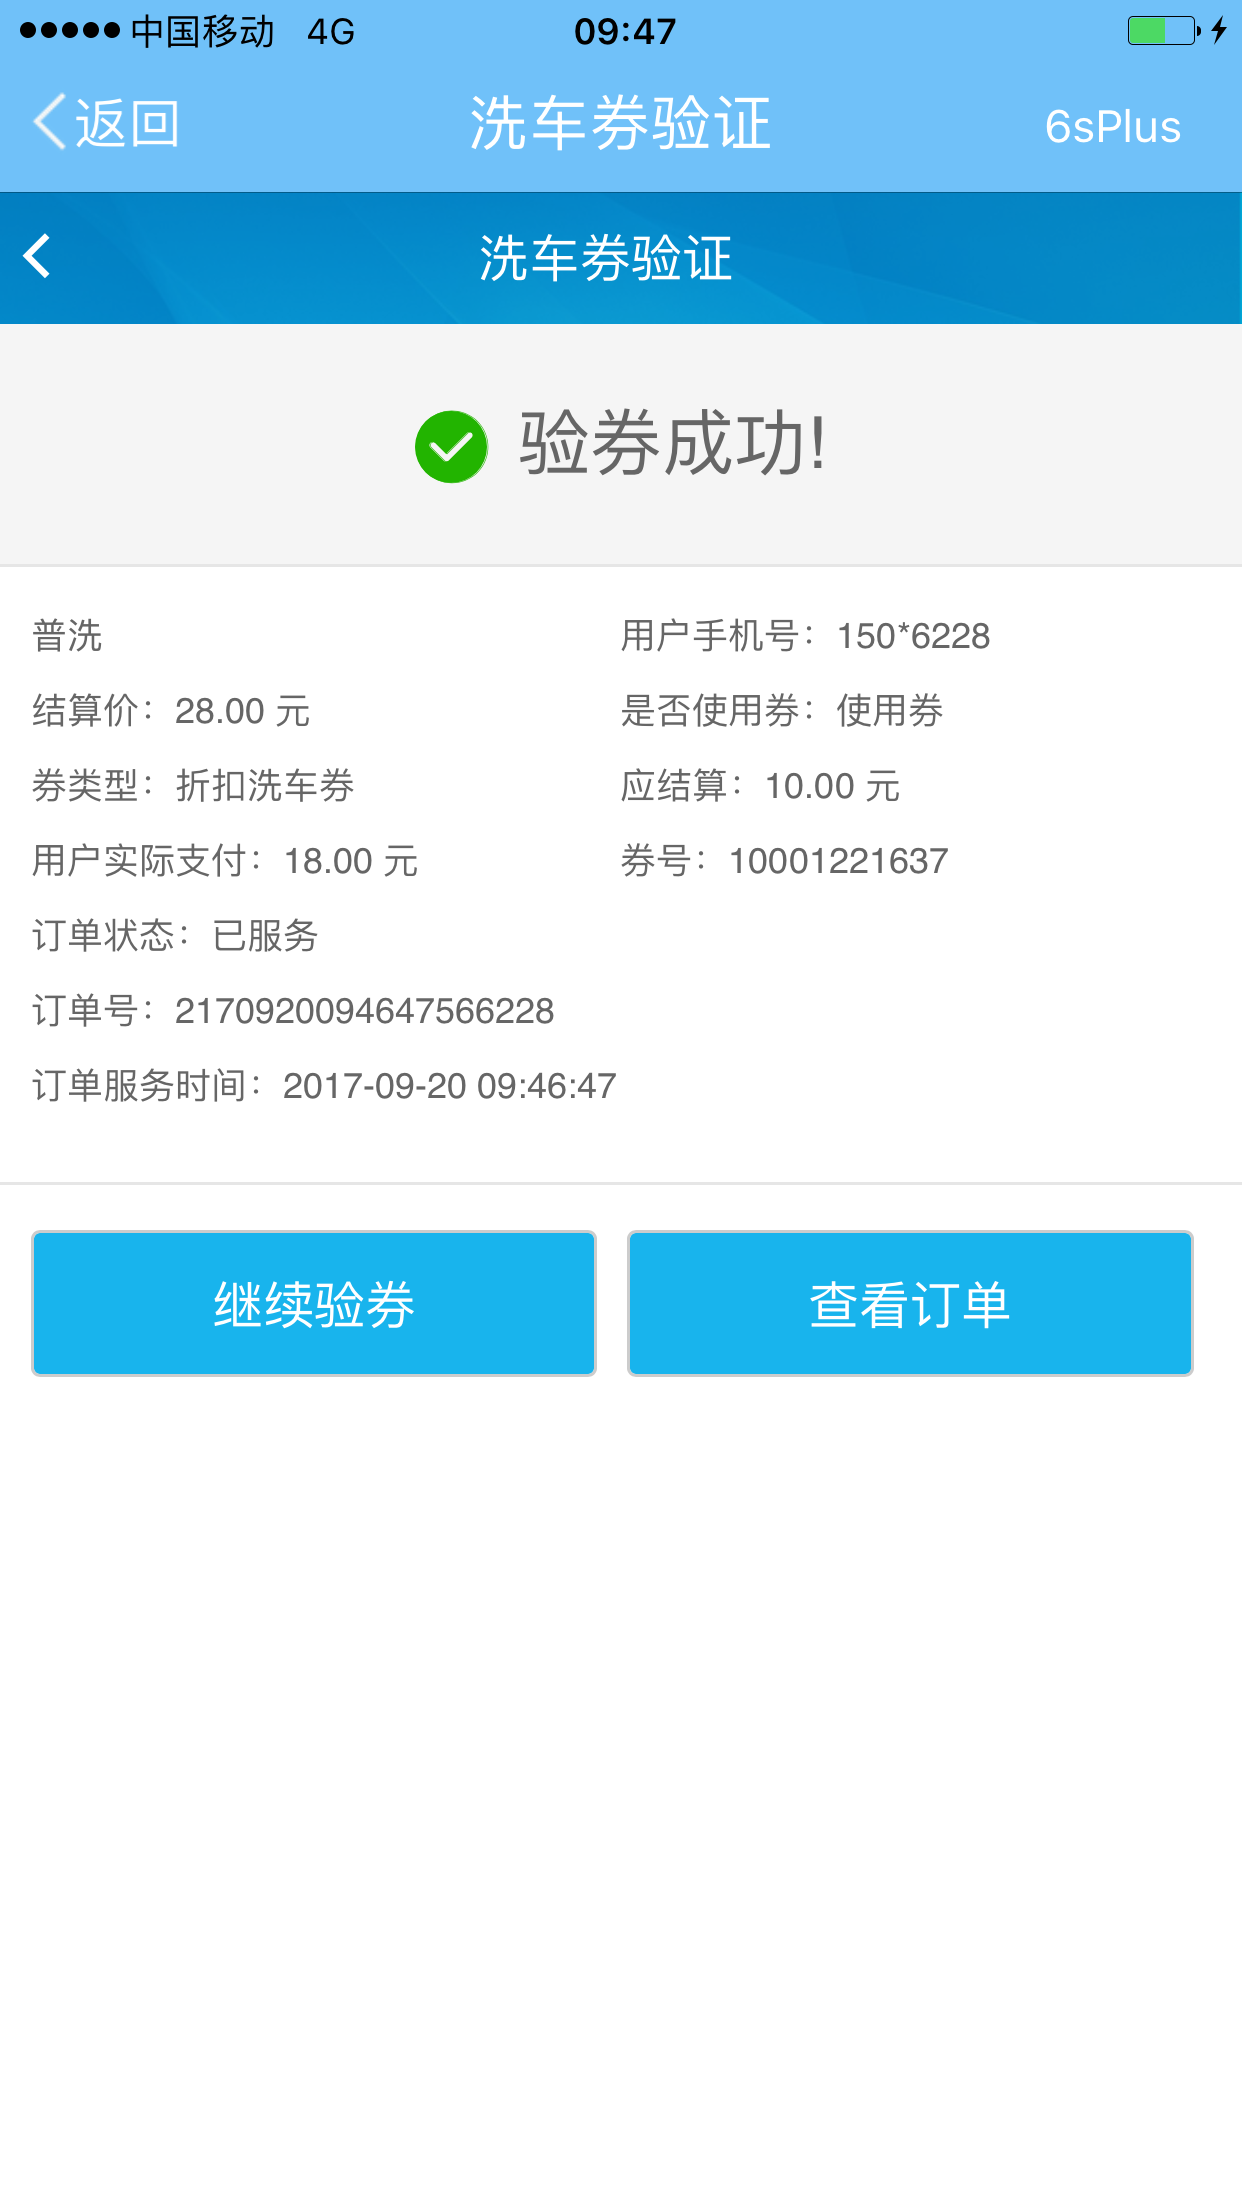 中国移动 4G 09:47
返回 洗车券验证 6sPlus
洗车券验证
验券成功!
普洗 用户手机号：150*6228
结算价：28.00 元 是否使用券：使用券
券类型：折扣洗车券 应结算：10.00 元
用户实际支付：18.00 元 券号：10001221637
订单状态：已服务
订单号：2170920094647566228
订单服务时间：2017-09-20 09:46:47
继续验券 查看订单